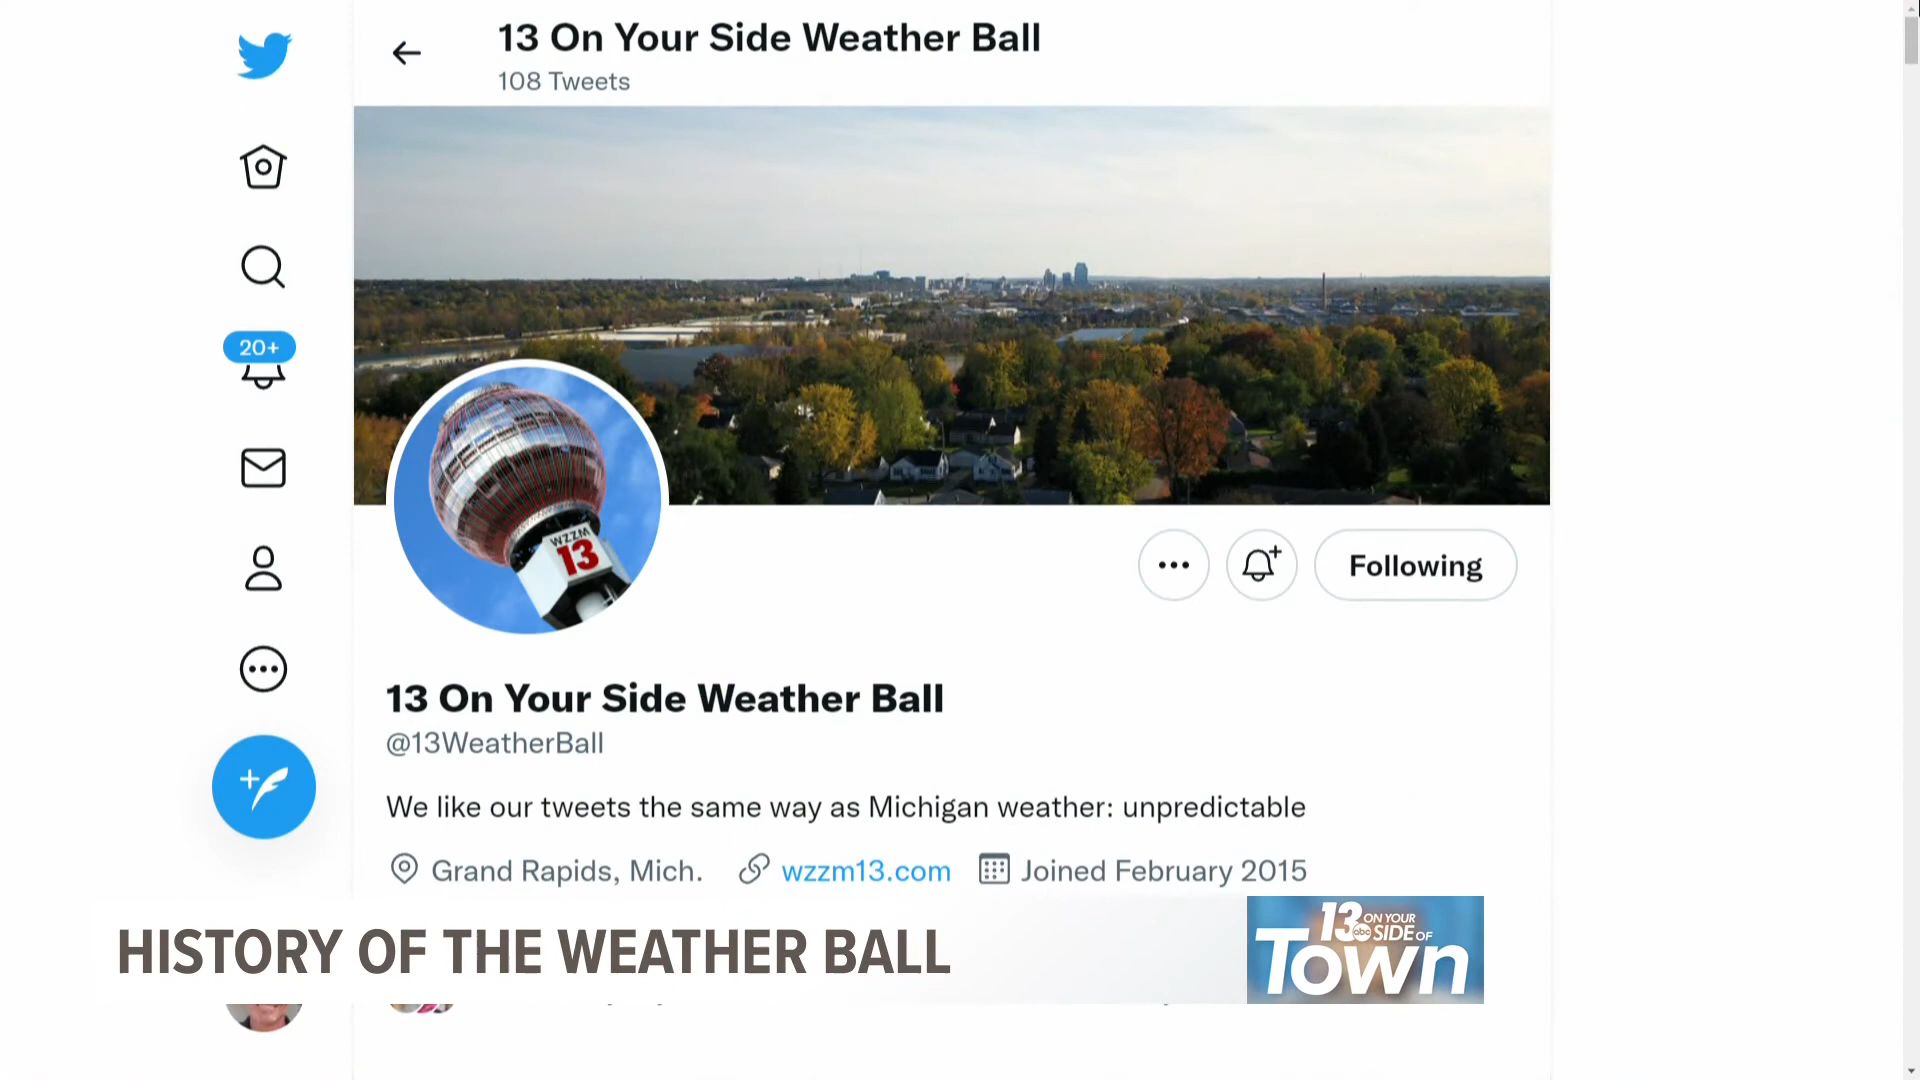 13 On Your Side Weather Ball
108 Tweets
20+
WZZM
13
Following
13 On Your Side Weather Ball
@13WeatherBall
We like our tweets the same way as Michigan weather: unpredictable
Grand Rapids, Mich. wzzm13.com Joined February 2015
HISTORY OF THE WEATHER BALL
13 ON YOUR
abc SIDE OF
TOWN